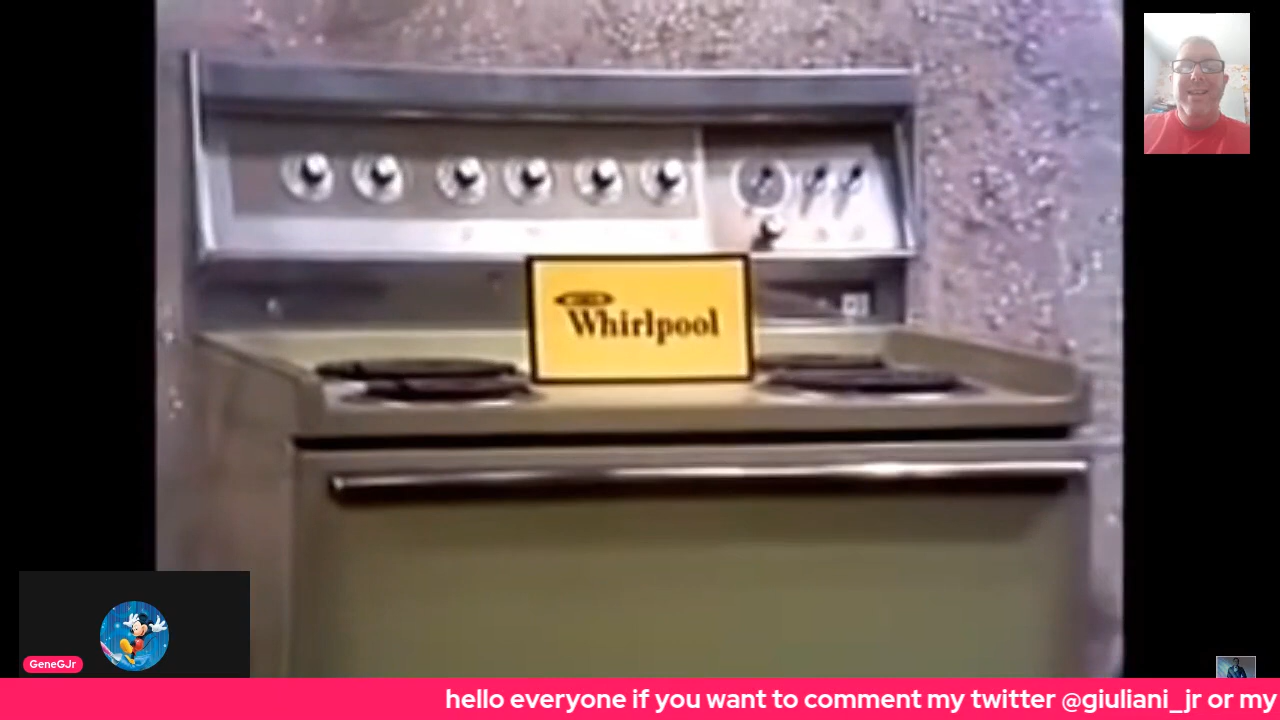 Whirlpool
GeneGJr
hello everyone if you want to comment my twitter @giuliani_jr or my